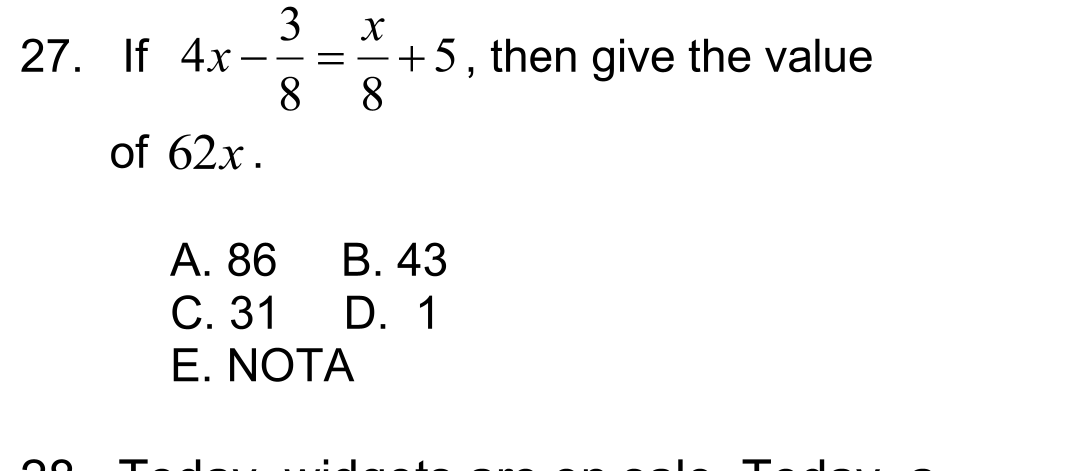 27. If 4x − 3/8 = x/8 + 5, then give the value
of 62x.
A. 86 B. 43
C. 31 D. 1
E. NOTA